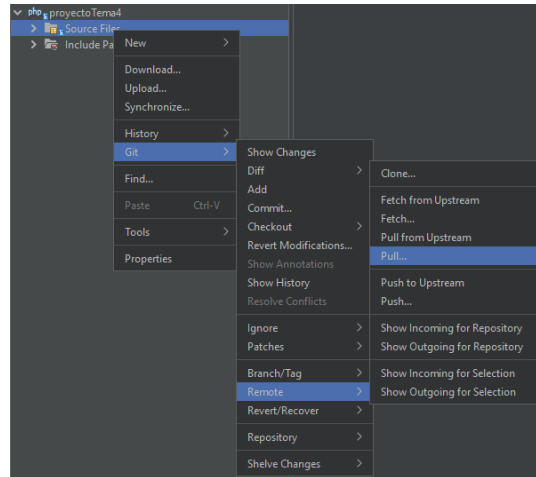 php proyectoTema4
Source Files
Include Pa
New
Download...
Upload...
Synchronize...
History
Git
Find...
Paste Ctrl-V
Tools
Properties
Show Changes
Diff
Add
Commit...
Checkout
Revert Modifications...
Show Annotations
Show History
Resolve Conflicts
Ignore
Patches
Branch/Tag
Remote
Revert/Recover
Repository
Shelve Changes
Clone...
Fetch from Upstream
Fetch...
Pull from Upstream
Pull...
Push to Upstream
Push...
Show Incoming for Repository
Show Outgoing for Repository
Show Incoming for Selection
Show Outgoing for Selection